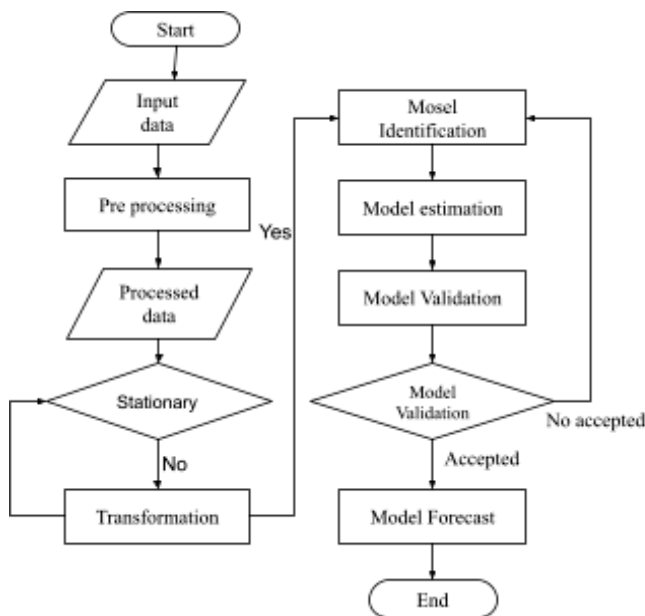 Start
Input
data
Pre processing
Processed
data
Stationary
No
Transformation
Yes
Mosel
Identification
Model estimation
Model Validation
Model
Validation
No accepted
Accepted
Model Forecast
End